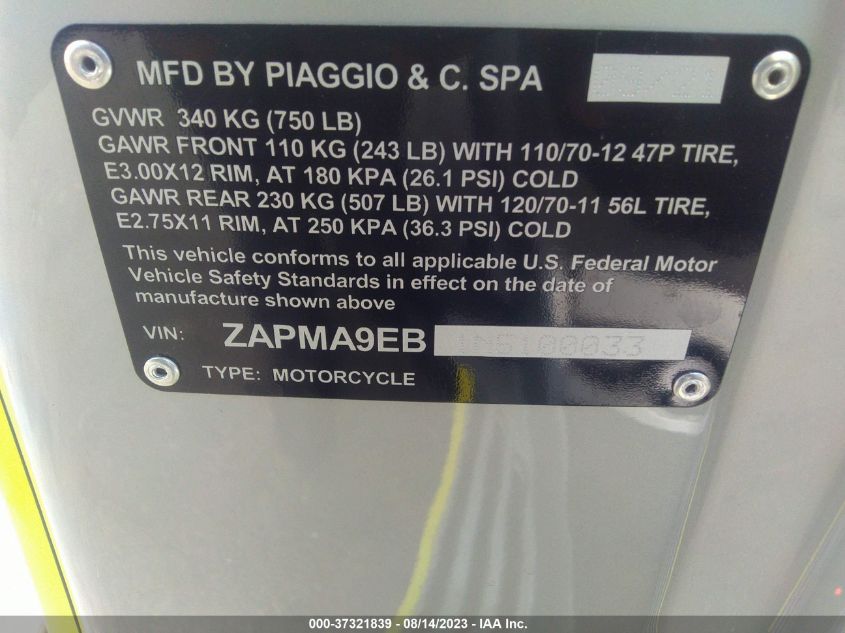 MFD BY PIAGGIO & C. SPA
GVWR 340 KG (750 LB)
GAWR FRONT 110 KG (243 LB) WITH 110/70-12 47P TIRE,
E3.00X12 RIM, AT 180 KPA (26.1 PSI) COLD
GAWR REAR 230 KG (507 LB) WITH 120/70-11 56L TIRE,
E2.75X11 RIM, AT 250 KPA (36.3 PSI) COLD
This vehicle conforms to all applicable U.S. Federal Motor
Vehicle Safety Standards in effect on the date of
manufacture shown above
VIN: ZAPMA9EB
TYPE: MOTORCYCLE
000-37321839 - 08/14/2023 - IAA Inc.